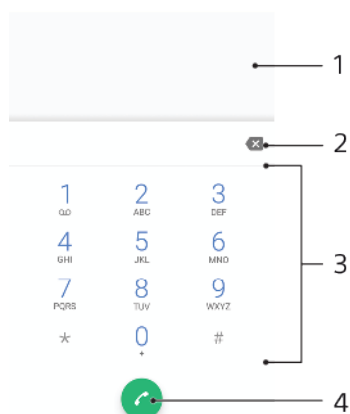 1
2
1 2 3
ABC DEF
4 5 6
GHI JKL MNO
3
7 8 9
PQRS TUV WXYZ
* 0 #
+
4